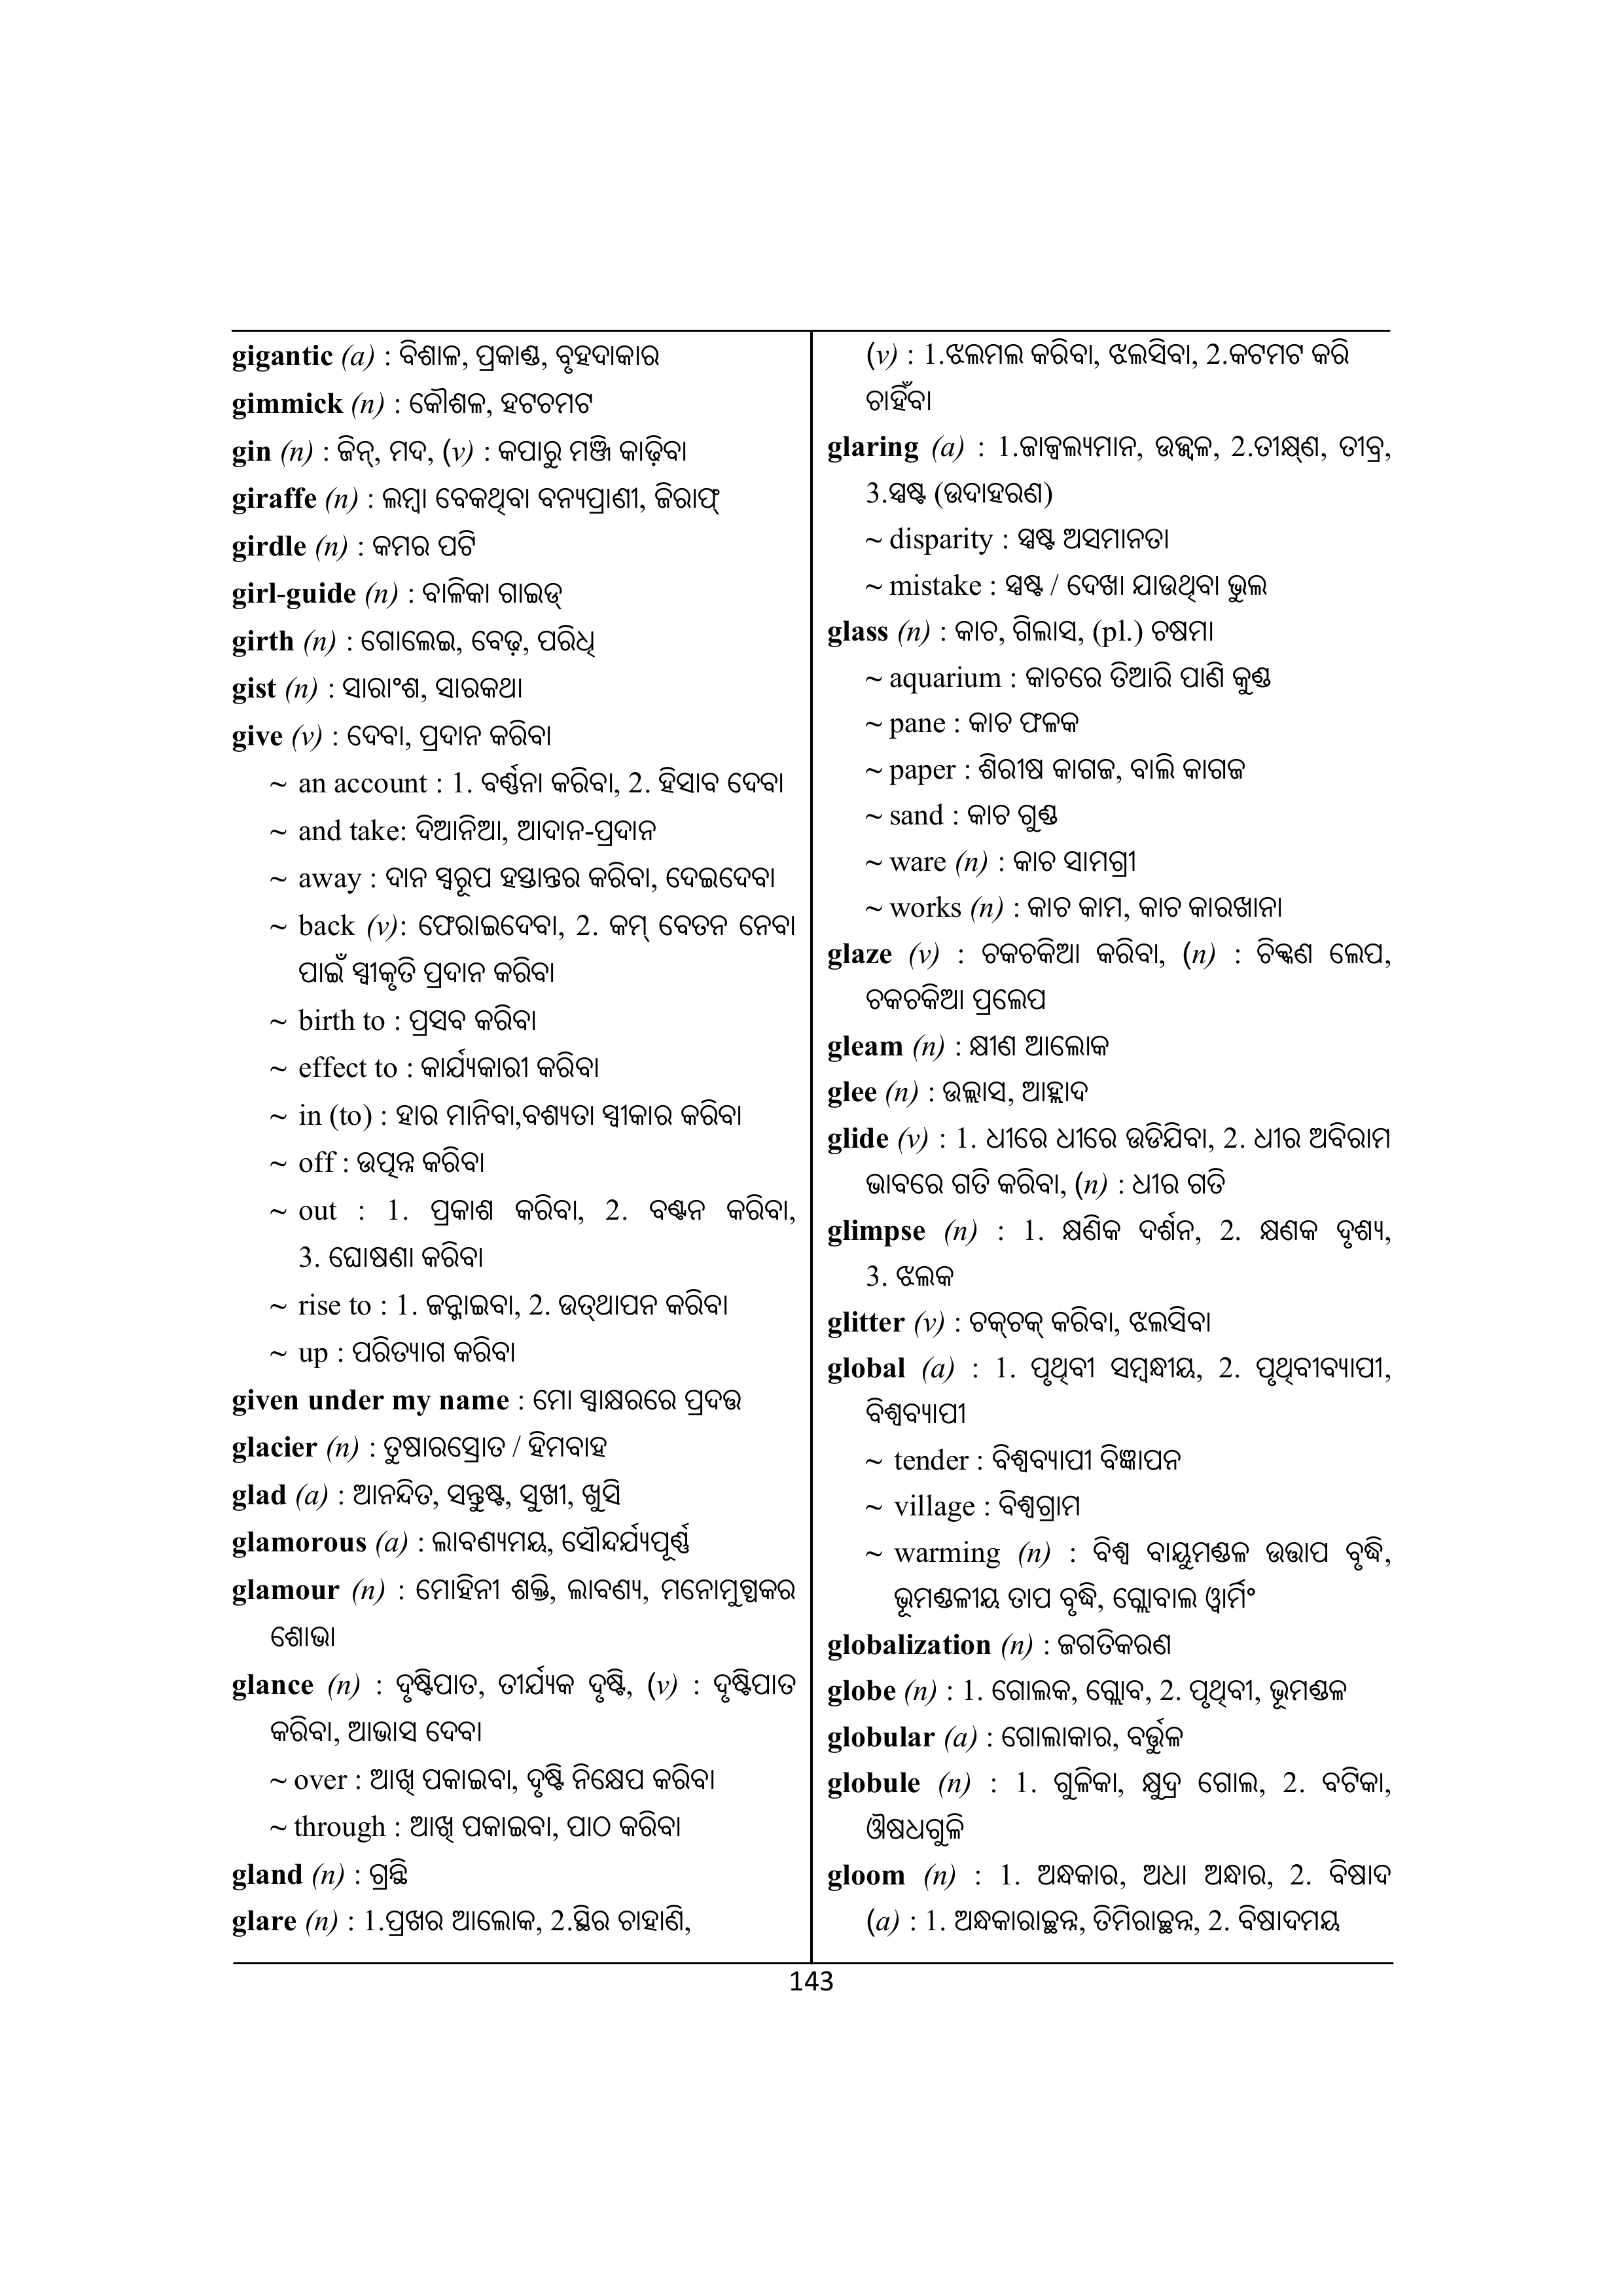 gigantic (a) : ବିଶାଳ, ପ୍ରକାଣ୍ଡ, ବୃହଦାକାର
gimmick (n) : କୌଶଳ, ହଟଚମଟ
gin (n) : ଜିନ୍, ମଦ, (v) : କପାରୁ ମଞ୍ଜି କାଢ଼ିବା
giraffe (n) : ଲମ୍ବା ବେକଥିବା ବନ୍ୟପ୍ରାଣୀ, ଜିରାଫ୍
girdle (n) : କମର ପଟି
girl-guide (n) : ବାଳିକା ଗାଇଡ୍
girth (n) : ଗୋଲେଇ, ବେଢ଼, ପରିଧି
gist (n) : ସାରାଂଶ, ସାରକଥା
give (v) : ଦେବା, ପ୍ରଦାନ କରିବା
~ an account : 1. ବର୍ଣ୍ଣନା କରିବା, 2. ହିସାବ ଦେବା
~ and take: ଦିଆନିଆ, ଆଦାନ-ପ୍ରଦାନ
~ away : ଦାନ ସ୍ୱରୂପ ହସ୍ତାନ୍ତର କରିବା, ଦେଇଦେବା
~ back (v): ଫେରାଇଦେବା, 2. କମ୍ ବେତନ ନେବା
ପାଇଁ ସ୍ୱୀକୃତି ପ୍ରଦାନ କରିବା
~ birth to : ପ୍ରସବ କରିବା
~ effect to : କାର୍ଯ୍ୟକାରୀ କରିବା
~ in (to) : ହାର ମାନିବା,ବଶ୍ୟତା ସ୍ୱୀକାର କରିବା
~ off : ଉତ୍ପନ୍ନ କରିବା
~ out : 1. ପ୍ରକାଶ କରିବା, 2. ବଣ୍ଟନ କରିବା,
3. ଘୋଷଣା କରିବା
~ rise to : 1. ଜନ୍ମାଇବା, 2. ଉତ୍‌ଥାପନ କରିବା
~ up : ପରିତ୍ୟାଗ କରିବା
given under my name : ମୋ ସ୍ୱାକ୍ଷରରେ ପ୍ରଦତ୍ତ
glacier (n) : ତୁଷାରସ୍ରୋତ / ହିମବାହ
glad (a) : ଆନନ୍ଦିତ, ସନ୍ତୁଷ୍ଟ, ସୁଖୀ, ଖୁସି
glamorous (a) : ଲାବଣ୍ୟମୟ, ସୌନ୍ଦର୍ଯ୍ୟପୂର୍ଣ୍ଣ
glamour (n) : ମୋହିନୀ ଶକ୍ତି, ଲାବଣ୍ୟ, ମନୋମୁଗ୍ଧକର
ଶୋଭା
glance (n) : ଦୃଷ୍ଟିପାତ, ତୀର୍ଯ୍ୟକ ଦୃଷ୍ଟି, (v) : ଦୃଷ୍ଟିପାତ
କରିବା, ଆଭାସ ଦେବା
~ over : ଆଖି ପକାଇବା, ଦୃଷ୍ଟି ନିକ୍ଷେପ କରିବା
~ through : ଆଖି ପକାଇବା, ପାଠ କରିବା
gland (n) : ଗ୍ରନ୍ଥି
glare (n) : 1.ପ୍ରଖର ଆଲୋକ, 2.ସ୍ଥିର ଚାହାଣି,
(v) : 1.ଝଲମଲ କରିବା, ଝଲସିବା, 2.କଟମଟ କରି
ଚାହିଁବା
glaring (a) : 1.ଜାଜ୍ୱଲ୍ୟମାନ, ଉଜ୍ଜ୍ୱଳ, 2.ତୀକ୍ଷ୍ଣ, ତୀବ୍ର,
3.ସ୍ପଷ୍ଟ (ଉଦାହରଣ)
~ disparity : ସ୍ପଷ୍ଟ ଅସମାନତା
~ mistake : ସ୍ପଷ୍ଟ / ଦେଖା ଯାଉଥିବା ଭୁଲ
glass (n) : କାଚ, ଗିଲାସ, (pl.) ଚଷମା
~ aquarium : କାଚରେ ତିଆରି ପାଣି କୁଣ୍ଡ
~ pane : କାଚ ଫଳକ
~ paper : ଶିରୀଷ କାଗଜ, ବାଲି କାଗଜ
~ sand : କାଚ ଗୁଣ୍ଡ
~ ware (n) : କାଚ ସାମଗ୍ରୀ
~ works (n) : କାଚ କାମ, କାଚ କାରଖାନା
glaze (v) : ଚକଚକିଆ କରିବା, (n) : ଚିକ୍କଣ ଲେପ,
ଚକଚକିଆ ପ୍ରଲେପ
gleam (n) : କ୍ଷୀଣ ଆଲୋକ
glee (n) : ଉଲ୍ଲାସ, ଆହ୍ଲାଦ
glide (v) : 1. ଧୀରେ ଧୀରେ ଉଡିଯିବା, 2. ଧୀର ଅବିରାମ
ଭାବରେ ଗତି କରିବା, (n) : ଧୀର ଗତି
glimpse (n) : 1. କ୍ଷଣିକ ଦର୍ଶନ, 2. କ୍ଷଣକ ଦୃଶ୍ୟ,
3. ଝଲକ
glitter (v) : ଚକ୍‌ଚକ୍ କରିବା, ଝଲସିବା
global (a) : 1. ପୃଥିବୀ ସମ୍ବନ୍ଧୀୟ, 2. ପୃଥିବୀବ୍ୟାପୀ,
ବିଶ୍ୱବ୍ୟାପୀ
~ tender : ବିଶ୍ୱବ୍ୟାପୀ ବିଜ୍ଞାପନ
~ village : ବିଶ୍ୱଗ୍ରାମ
~ warming (n) : ବିଶ୍ୱ ବାୟୁମଣ୍ଡଳ ଉତ୍ତାପ ବୃଦ୍ଧି,
ଭୂମଣ୍ଡଳୀୟ ତାପ ବୃଦ୍ଧି, ଗ୍ଲୋବାଲ ୱାର୍ମିଂ
globalization (n) : ଜଗତିକରଣ
globe (n) : 1. ଗୋଲକ, ଗ୍ଲୋବ, 2. ପୃଥିବୀ, ଭୂମଣ୍ଡଳ
globular (a) : ଗୋଲାକାର, ବର୍ତ୍ତୁଳ
globule (n) : 1. ଗୁଳିକା, କ୍ଷୁଦ୍ର ଗୋଲ, 2. ବଟିକା,
ଔଷଧଗୁଳି
gloom (n) : 1. ଅନ୍ଧକାର, ଅଧା ଅନ୍ଧାର, 2. ବିଷାଦ
(a) : 1. ଅନ୍ଧକାରାଚ୍ଛନ୍ନ, ତିମିରାଚ୍ଛନ୍ନ, 2. ବିଷାଦମୟ
143